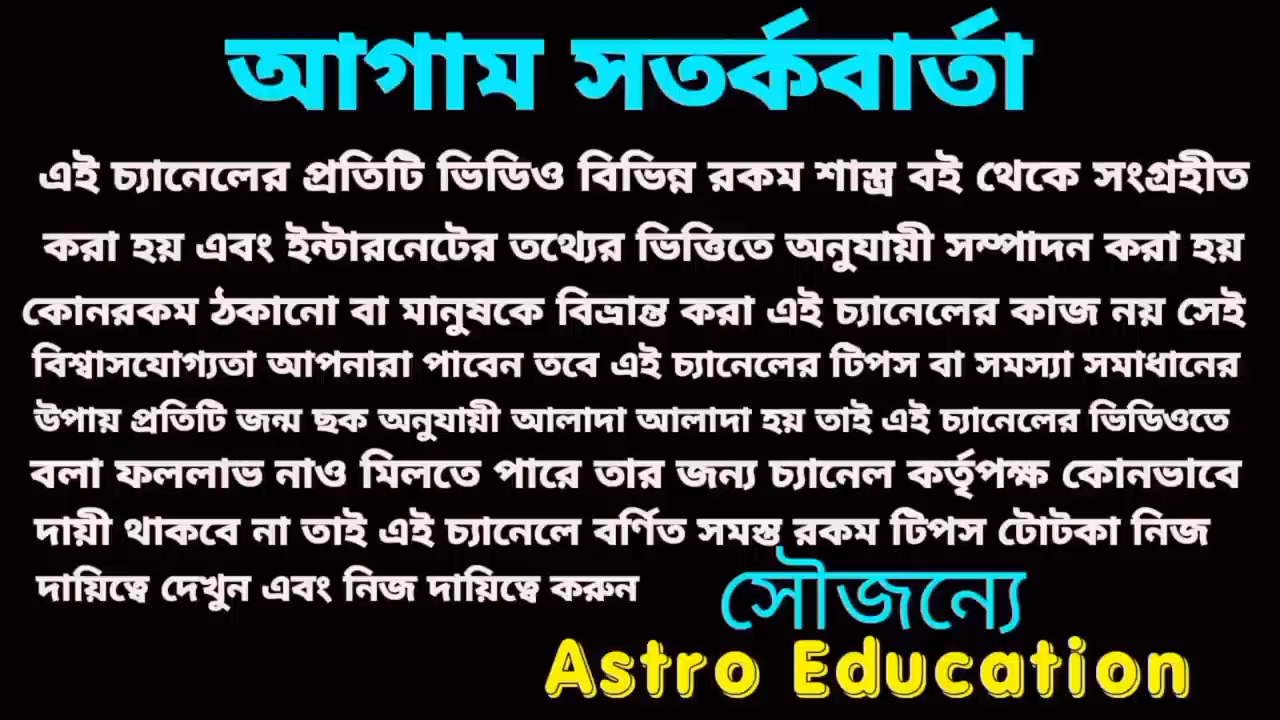 আগাম সতর্কবার্তা
এই চ্যানেলের প্রতিটি ভিডিও বিভিন্ন রকম শাস্ত্র বই থেকে সংগ্রহীত
করা হয় এবং ইন্টারনেটের তথ্যের ভিত্তিতে অনুযায়ী সম্পাদন করা হয়
কোনরকম ঠকানো বা মানুষকে বিভ্রান্ত করা এই চ্যানেলের কাজ নয় সেই
বিশ্বাসযোগ্যতা আপনারা পাবেন তবে এই চ্যানেলের টিপস বা সমস্যা সমাধানের
উপায় প্রতিটি জন্ম ছক অনুযায়ী আলাদা আলাদা হয় তাই এই চ্যানেলের ভিডিওতে
বলা ফললাভ নাও মিলতে পারে তার জন্য চ্যানেল কর্তৃপক্ষ কোনভাবে
দায়ী থাকবে না তাই এই চ্যানেলে বর্ণিত সমস্ত রকম টিপস টোটকা নিজ
দায়িত্বে দেখুন এবং নিজ দায়িত্বে করুন
সৌজন্যে
Astro Education